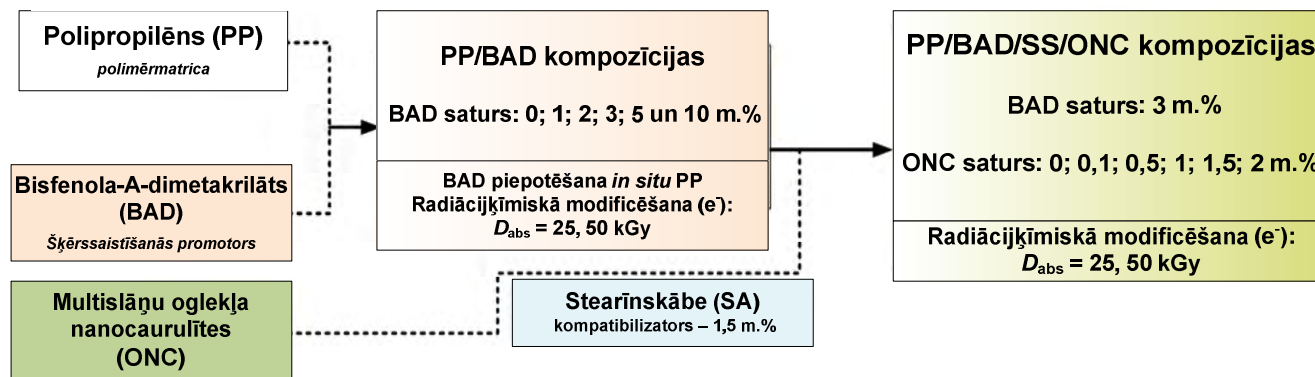 Polipropilēns (PP)
polimērmatrica
Bisfenola-A-dimetakrilāts
(BAD)
Šķērssaistīšanās promotors
Multislāņu oglekļa
nanocaurulītes
(ONC)
PP/BAD kompozīcijas
BAD saturs: 0; 1; 2; 3; 5 un 10 m.%
BAD piepotēšana in situ PP
Radiācijķīmiskā modificēšana (e-):
Dabs = 25, 50 kGy
Stearīnskābe (SA)
kompatibilizators – 1,5 m.%
PP/BAD/SS/ONC kompozīcijas
BAD saturs: 3 m.%
ONC saturs: 0; 0,1; 0,5; 1; 1,5; 2 m.%
Radiācijķīmiskā modificēšana (e-):
Dabs = 25, 50 kGy